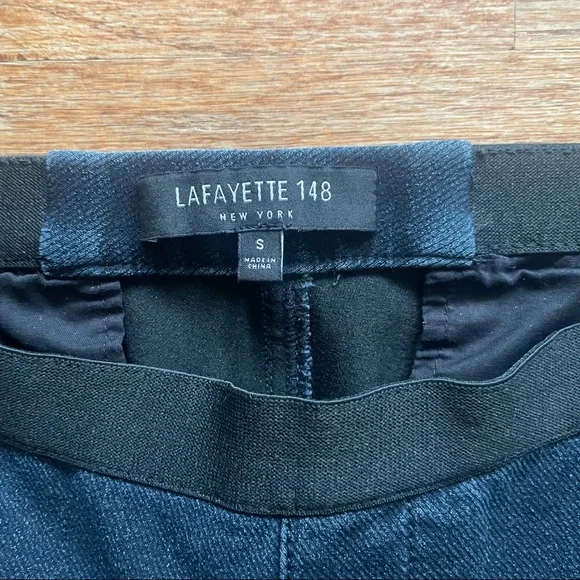 LAFAYETTE 148
NEW YORK
S
MADE IN
CHINA